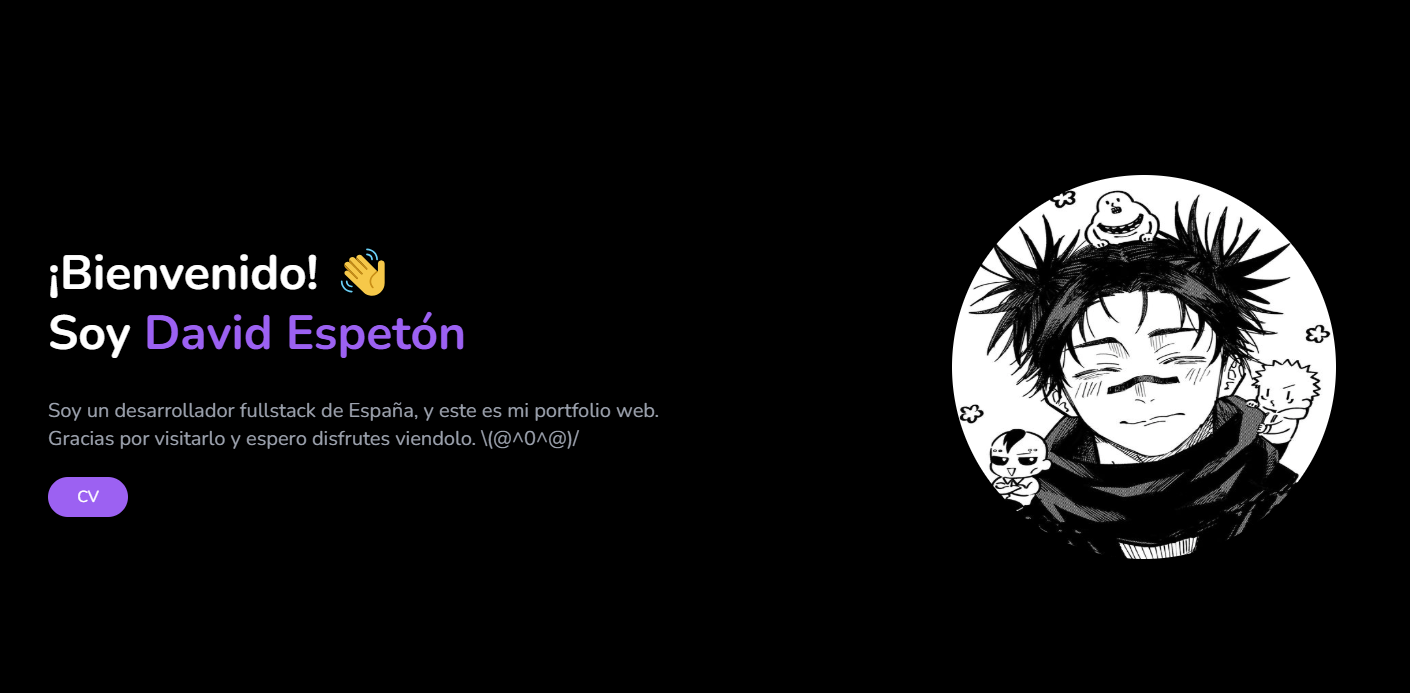 ¡Bienvenido! 👋
Soy David Espetón
Soy un desarrollador fullstack de España, y este es mi portfolio web.
Gracias por visitarlo y espero disfrutes viendolo. \(@^0^@)/
CV